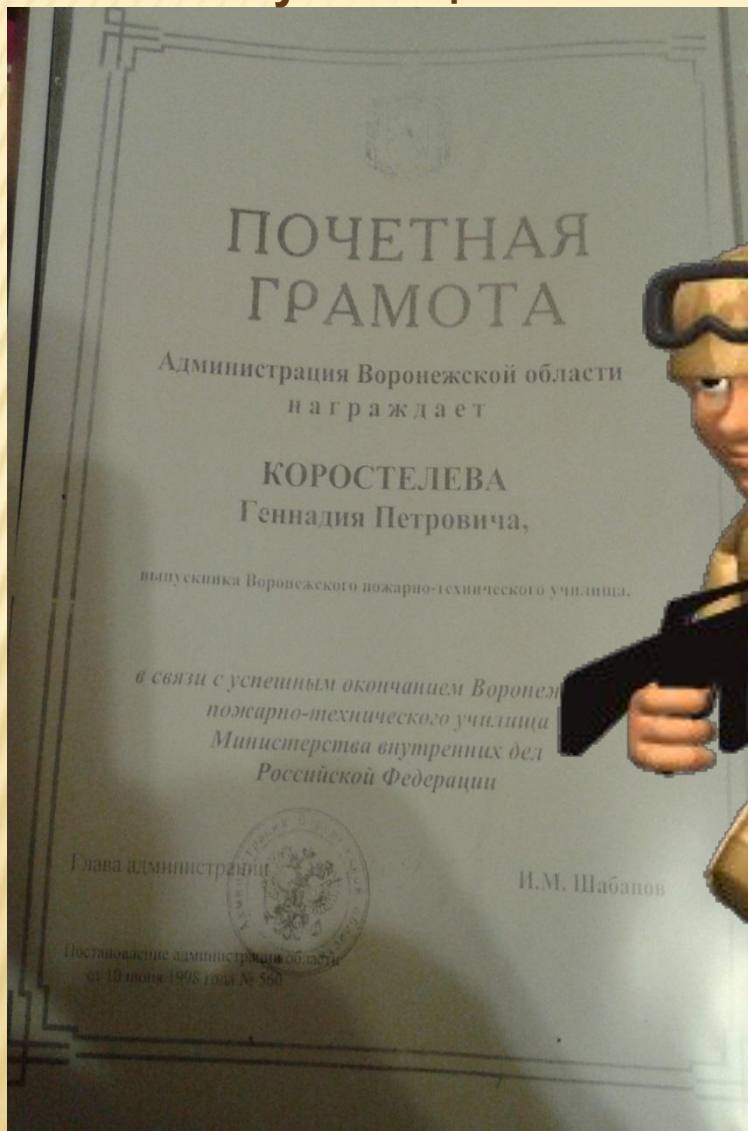 ПОЧЕТНАЯ
ГРАМОТА
Администрация Воронежской области
награждает
КОРОСТЕЛЕВА
Геннадия Петровича,
выпускника Воронежского пожарно-технического училища,
в связи с успешным окончанием
пожарно-технического училища
Министерства внутренних дел
Российской Федерации
Глава администрации
И.М. Шабанов
Постановление администрации области
от 10 июня 1998 года № 560